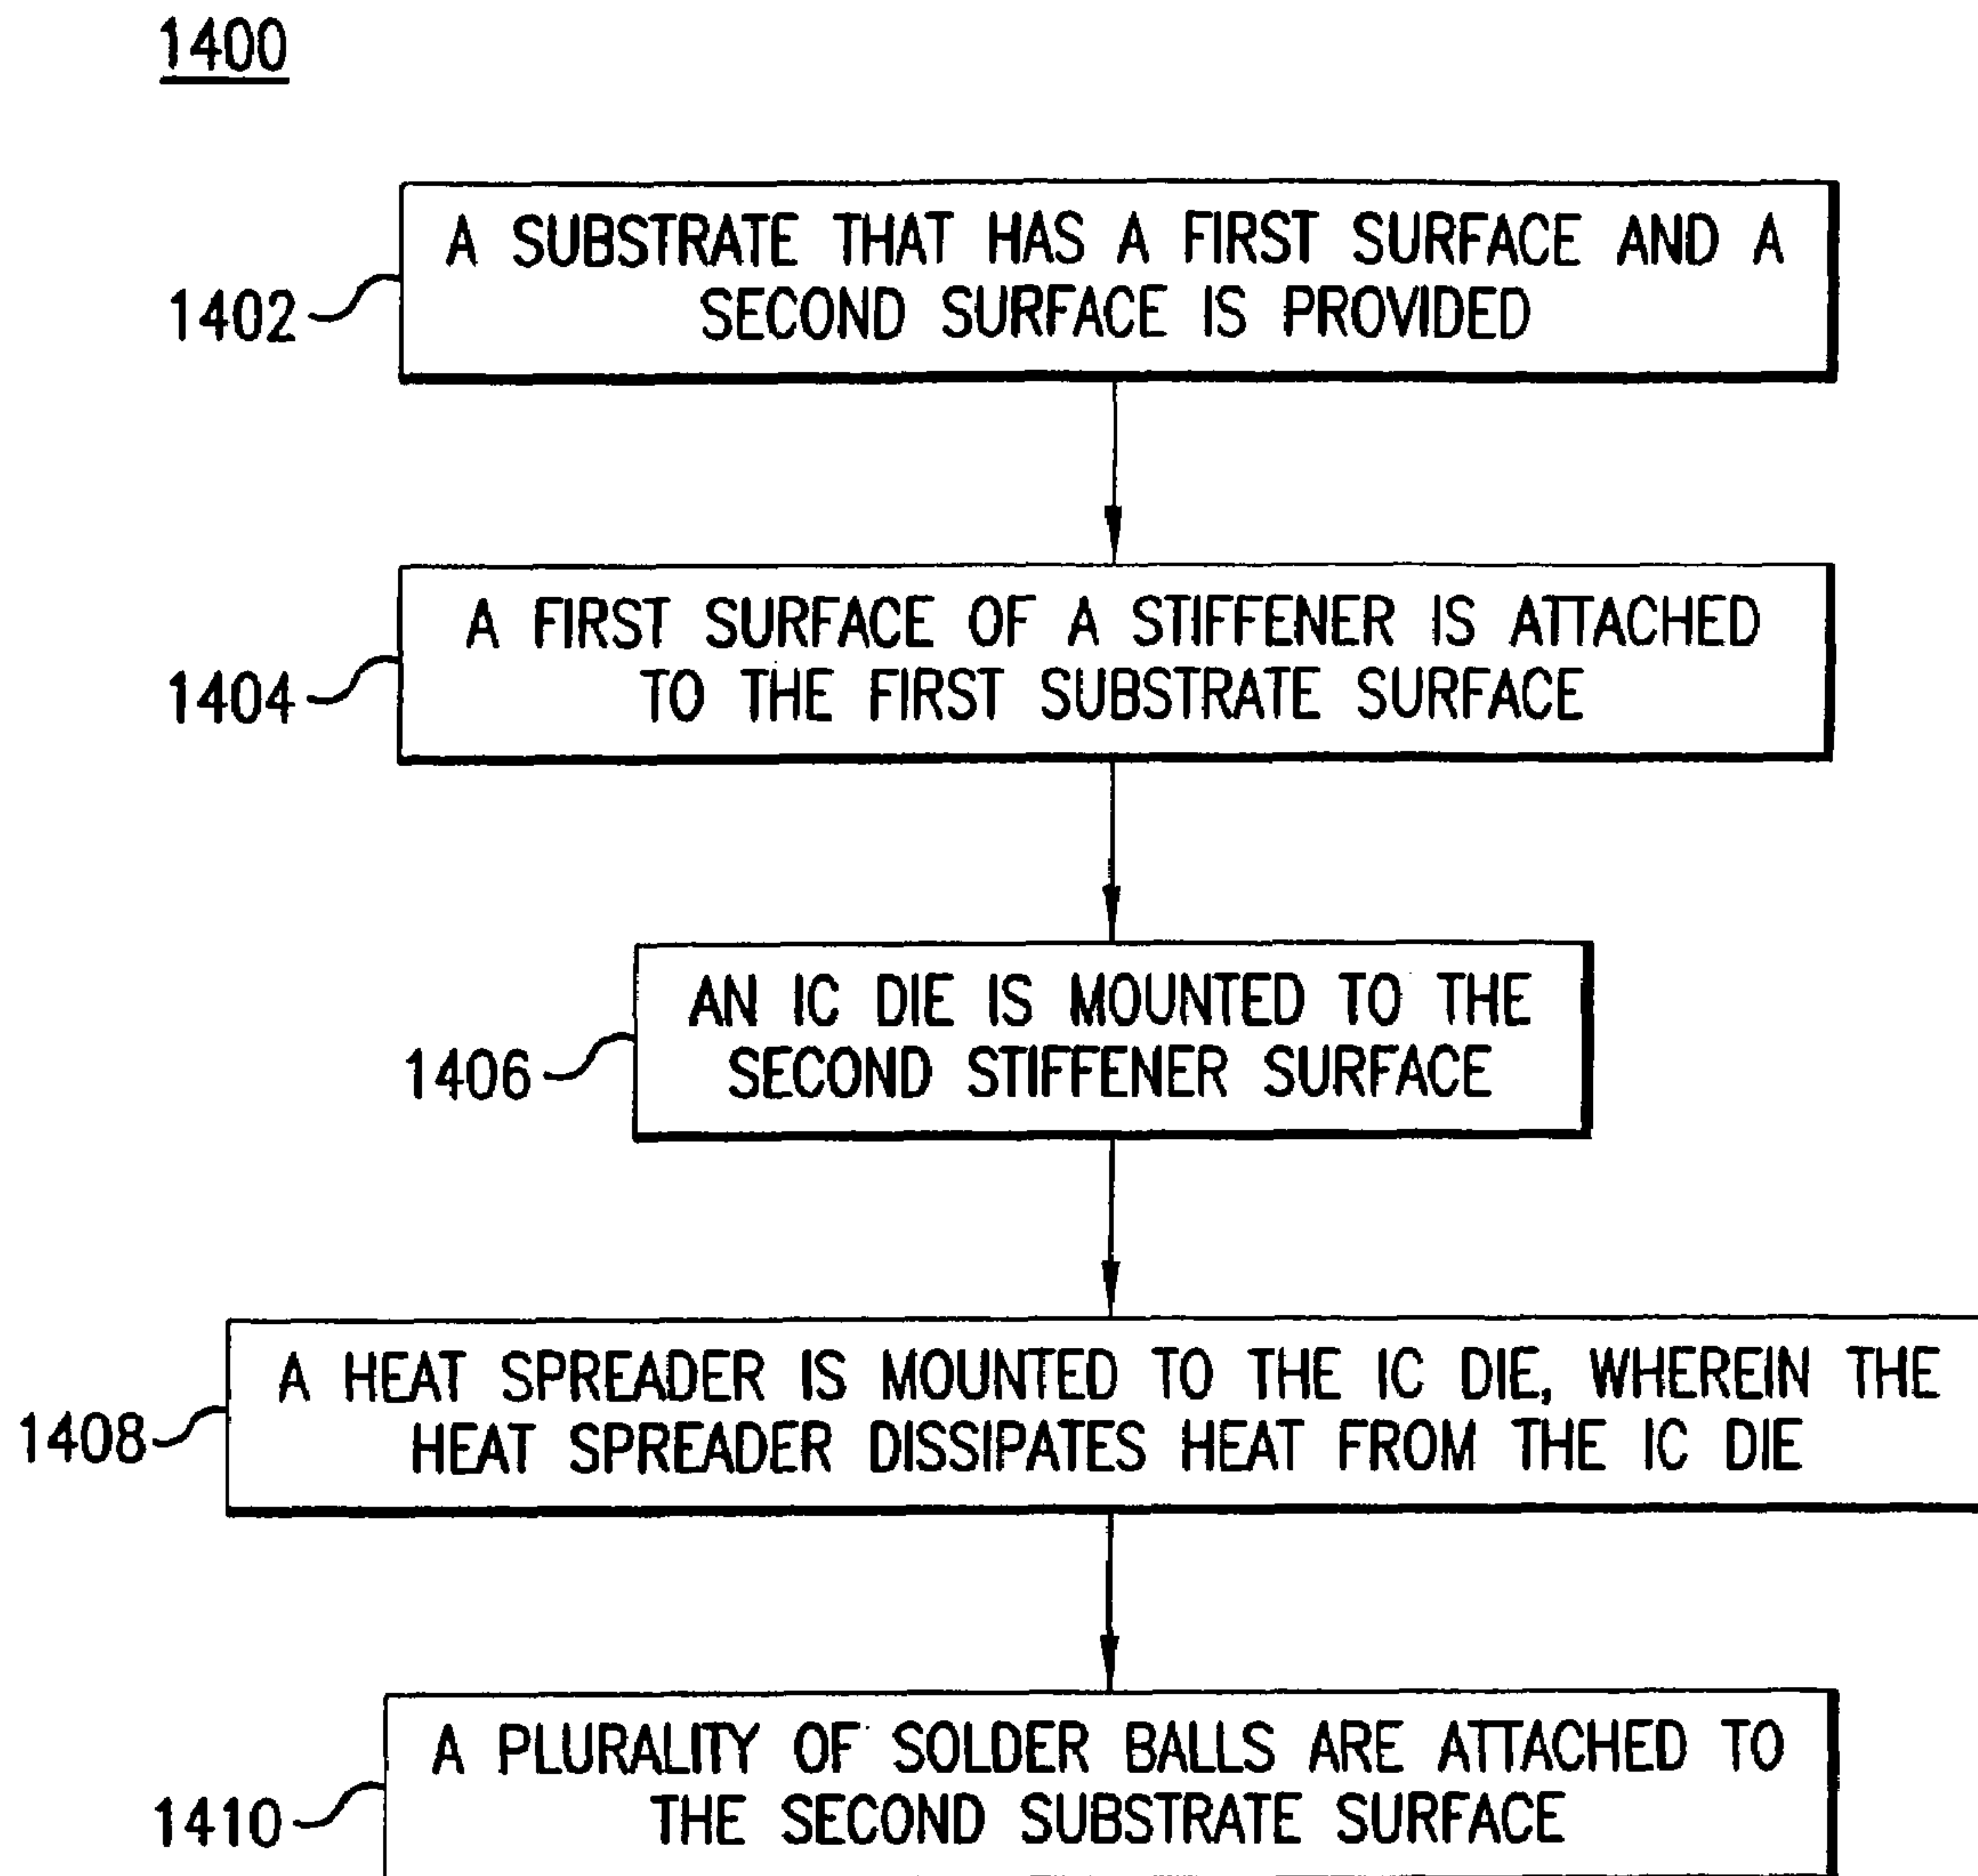 1400
A SUBSTRATE THAT HAS A FIRST SURFACE AND A
SECOND SURFACE IS PROVIDED
1402
A FIRST SURFACE OF A STIFFENER IS ATTACHED
TO THE FIRST SUBSTRATE SURFACE
1404
AN IC DIE IS MOUNTED TO THE
SECOND STIFFENER SURFACE
1406
A HEAT SPREADER IS MOUNTED TO THE IC DIE, WHEREIN THE
HEAT SPREADER DISSIPATES HEAT FROM THE IC DIE
1408
A PLURALITY OF SOLDER BALLS ARE ATTACHED TO
THE SECOND SUBSTRATE SURFACE
1410